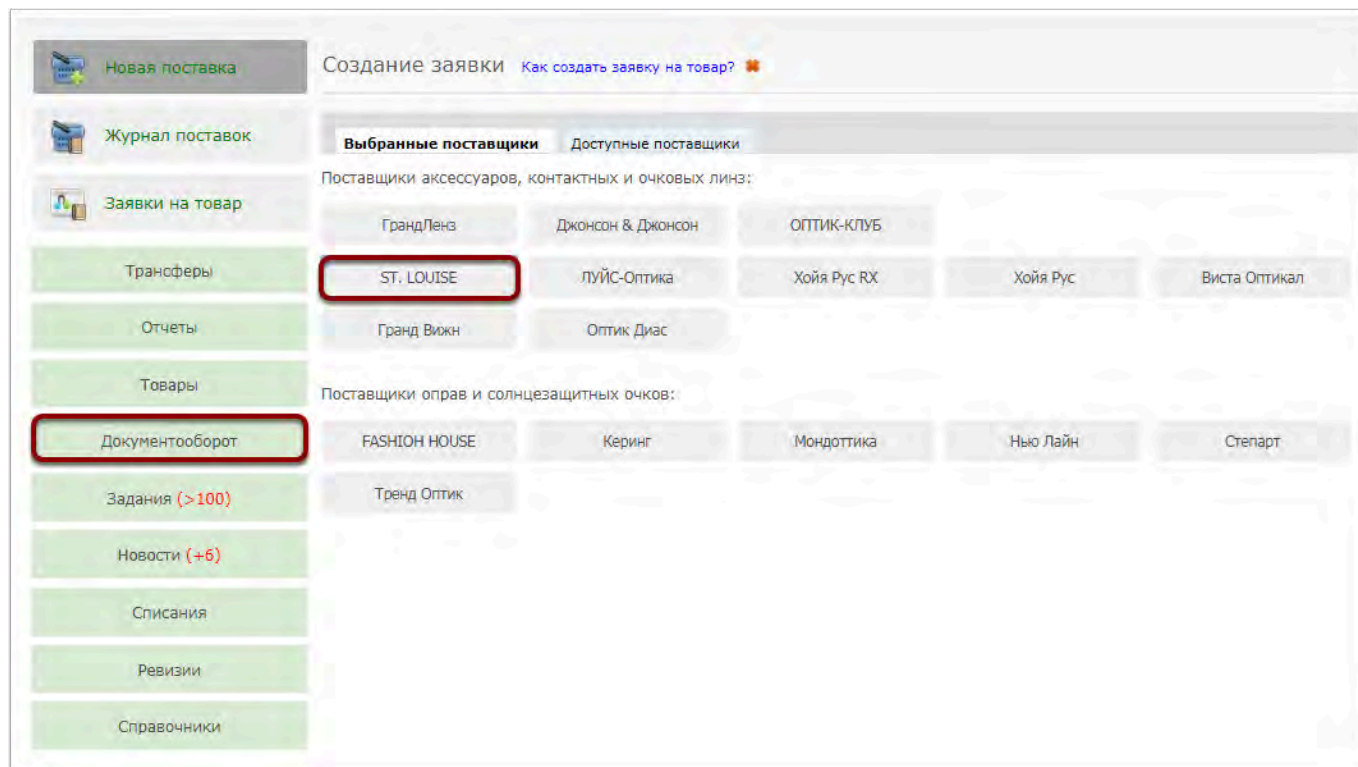 Новая поставка
Журнал поставок
Заявки на товар
Трансферы
Отчеты
Товары
Документооборот
Задания (>100)
Новости (+6)
Списания
Ревизии
Справочники
Создание заявки Как создать заявку на товар?
Выбранные поставщики Доступные поставщики
Поставщики аксессуаров, контактных и очковых линз:
ГрандЛенз Джонсон & Джонсон ОПТИК-КЛУБ
ST. LOUISE ЛУЙС-Оптика Хойя Рус RX Хойя Рус Виста Оптикал
Гранд Вижн Оптик Диас
Поставщики оправ и солнцезащитных очков:
FASHIOH HOUSE Керинг Мондоттика Нью Лайн Степарт
Тренд Оптик